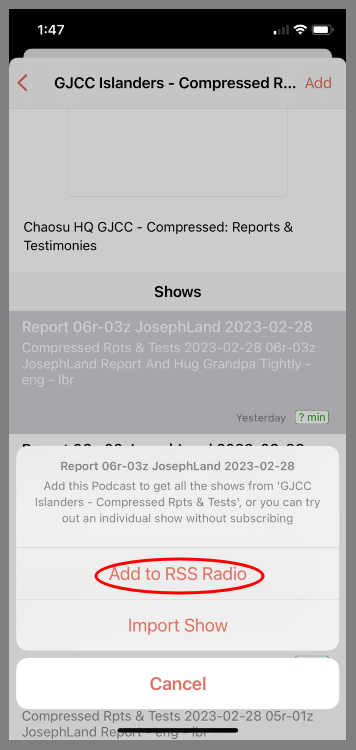 1:47
GJCC Islanders - Compressed R... Add
Chaosu HQ GJCC - Compressed: Reports &
Testimonies
Shows
Report 06r-03z JosephLand 2023-02-28
Compressed Rpts & Tests 2023-02-28 06r-03z
JosephLand Report And Hug Grandpa Tightly -
eng - lbr
Yesterday ? min
Report 06r-03z JosephLand 2023-02-28
Add this Podcast to get all the shows from 'GJCC
Islanders - Compressed Rpts & Tests', or you can try
out an individual show without subscribing
Add to RSS Radio
Import Show
Cancel
Compressed Rpts & Tests 2023-02-28 05r-01z
JosephLand Report - eng - lbr